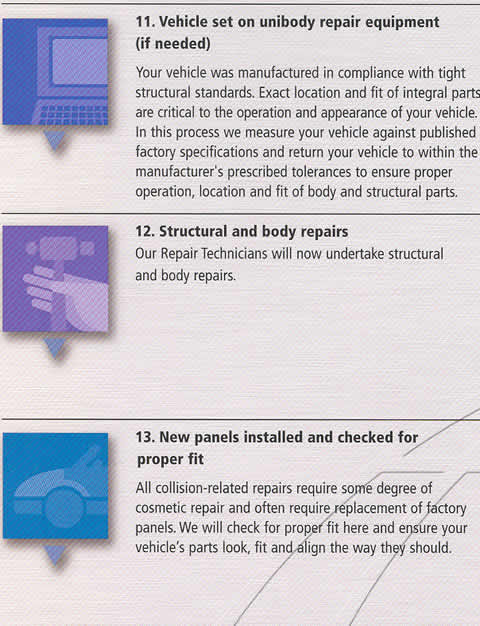 11. Vehicle set on unibody repair equipment
(if needed)
Your vehicle was manufactured in compliance with tight
structural standards. Exact location and fit of integral parts
are critical to the operation and appearance of your vehicle.
In this process we measure your vehicle against published
factory specifications and return your vehicle to within the
manufacturer's prescribed tolerances to ensure proper
operation, location and fit of body and structural parts.
12. Structural and body repairs
Our Repair Technicians will now undertake structural
and body repairs.
13. New panels installed and checked for
proper fit
All collision-related repairs require some degree of
cosmetic repair and often require replacement of factory
panels. We will check for proper fit here and ensure your
vehicle's parts look, fit and align the way they should.